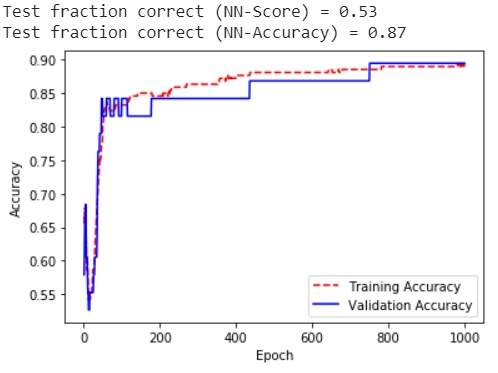 Test fraction correct (NN-Score) = 0.53
Test fraction correct (NN-Accuracy) = 0.87
0.90
0.85
0.80
0.75
0.70
0.65
0.60
0.55
Accuracy
Training Accuracy
Validation Accuracy
0 200 400 600 800 1000
Epoch